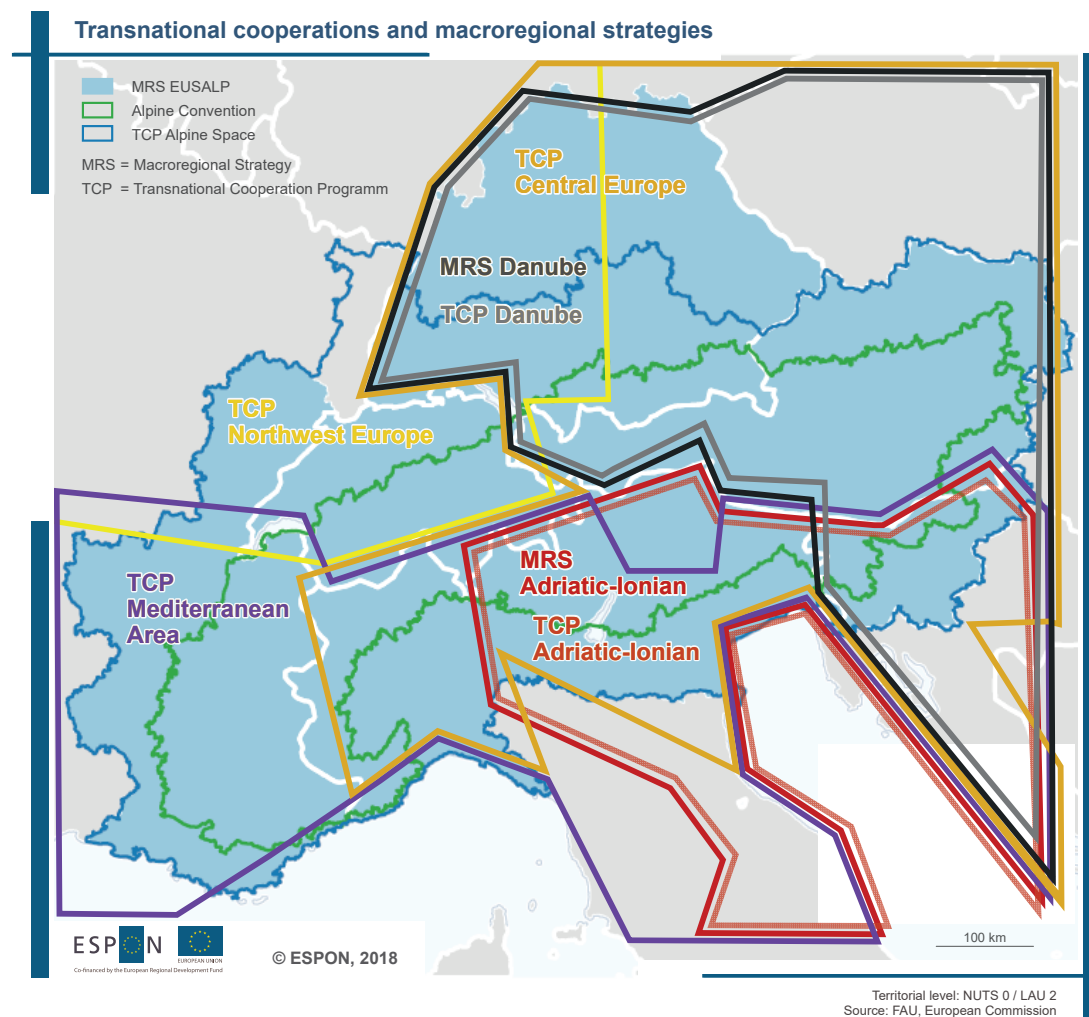 Transnational cooperations and macroregional strategies
MRS EUSALP
Alpine Convention
TCP Alpine Space
MRS = Macroregional Strategy
TCP = Transnational Cooperation Programm
TCP
Central Europe
MRS Danube
TCP Danube
TCP
Northwest Europe
TCP
Mediterranean
Area
MRS
Adriatic-Ionian
TCP
Adriatic-Ionian
ESPON
EUROPEAN UNION
Co-financed by the European Regional Development Fund
© ESPON, 2018
100 km
Territorial level: NUTS 0 / LAU 2
Source: FAU, European Commission